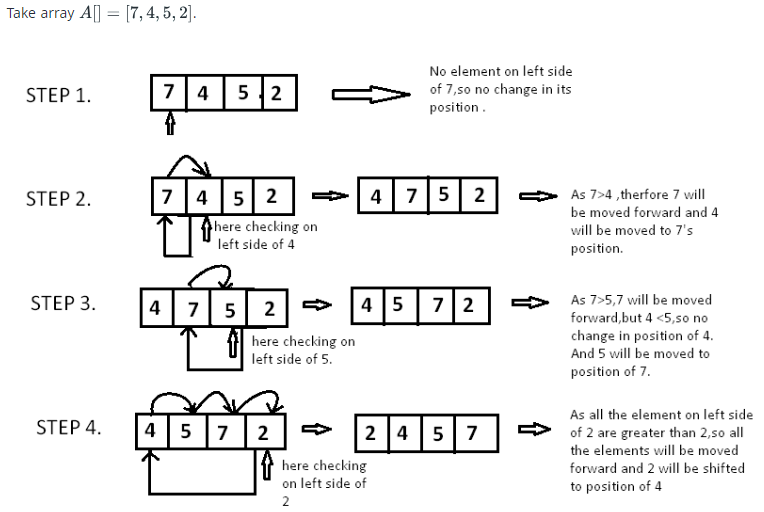 Take array A[] = [7, 4, 5, 2].
STEP 1.
7 4 5 2
No element on left side
of 7,so no change in its
position .
STEP 2.
7 4 5 2
here checking on
left side of 4
4 7 5 2
As 7>4 ,therfore 7 will
be moved forward and 4
will be moved to 7's
position.
STEP 3.
4 7 5 2
here checking on
left side of 5.
4 5 7 2
As 7>5,7 will be moved
forward,but 4 <5,so no
change in position of 4.
And 5 will be moved to
position of 7.
STEP 4.
4 5 7 2
here checking
on left side of
2
2 4 5 7
As all the element on left side
of 2 are greater than 2,so all
the elements will be moved
forward and 2 will be shifted
to position of 4